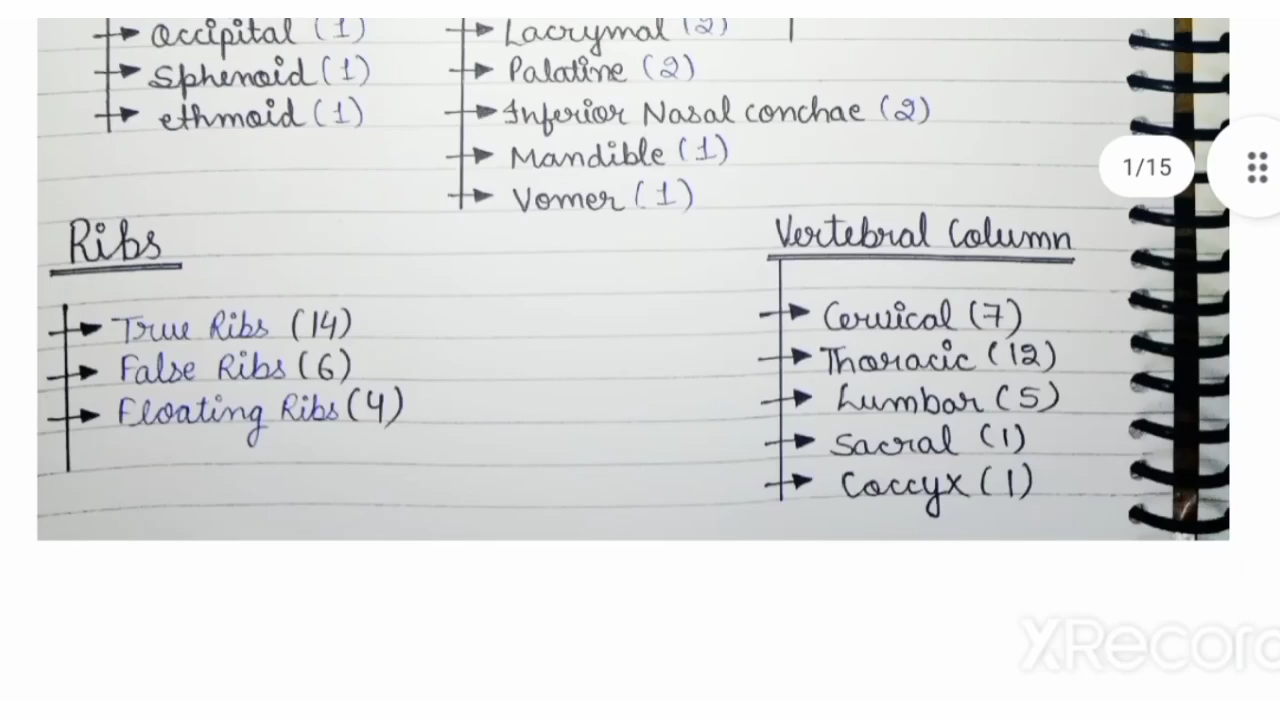 Occipital (1)
Sphenoid (1)
ethmoid (1)
Lacrymal (2)
Palatine (2)
Inferior Nasal conchae (2)
Mandible (1)
Vomer (1)
1/15
Ribs
True Ribs (14)
False Ribs (6)
Floating Ribs (4)
Vertebral Column
Cervical (7)
Thoracic (12)
Lumbar (5)
Sacral (1)
Coccyx (1)
XRecord